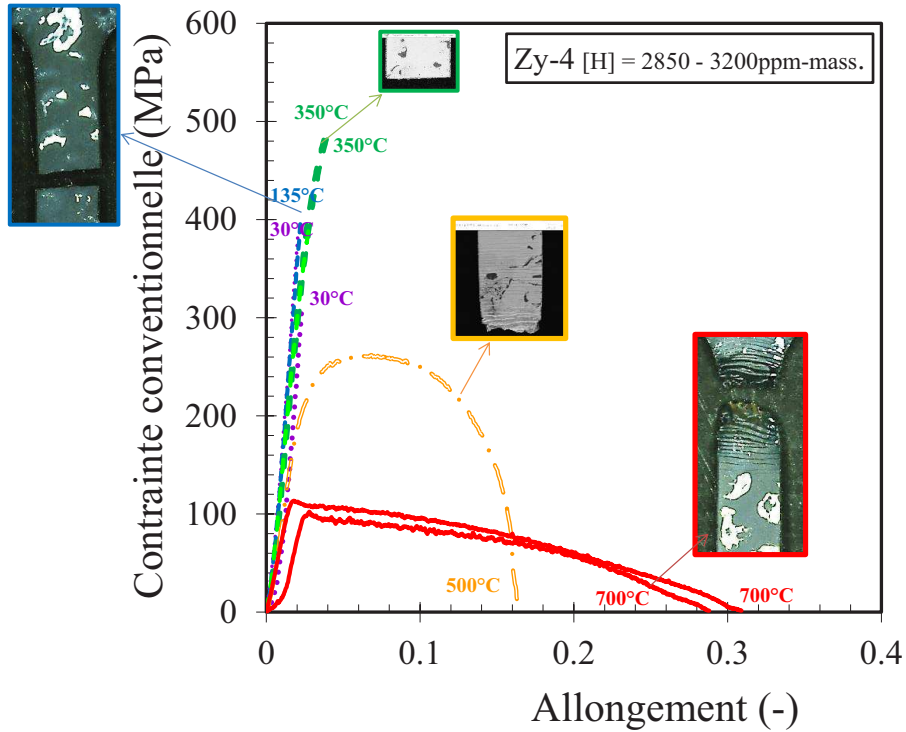 Contrainte conventionnelle (MPa)
600
500
400
300
200
100
0
Zy-4 [H] = 2850 - 3200ppm-mass.
350°C
350°C
135°C
30°C
30°C
500°C
700°C
700°C
0
0.1
0.2
0.3
0.4
Allongement (-)